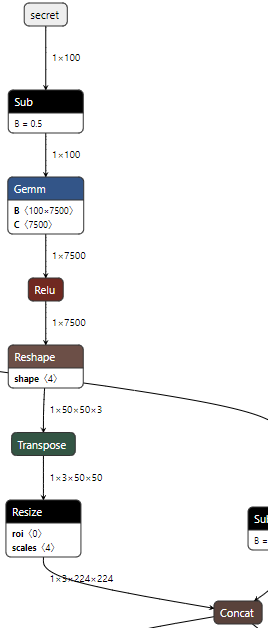 secret
1×100
Sub
B = 0.5
1×100
Gemm
B ⟨100×7500⟩
C ⟨7500⟩
1×7500
Relu
1×7500
Reshape
shape ⟨4⟩
1×50×50×3
Transpose
1×3×50×50
Resize
roi ⟨0⟩
scales ⟨4⟩
Su
B =
1×3×224×224
Concat